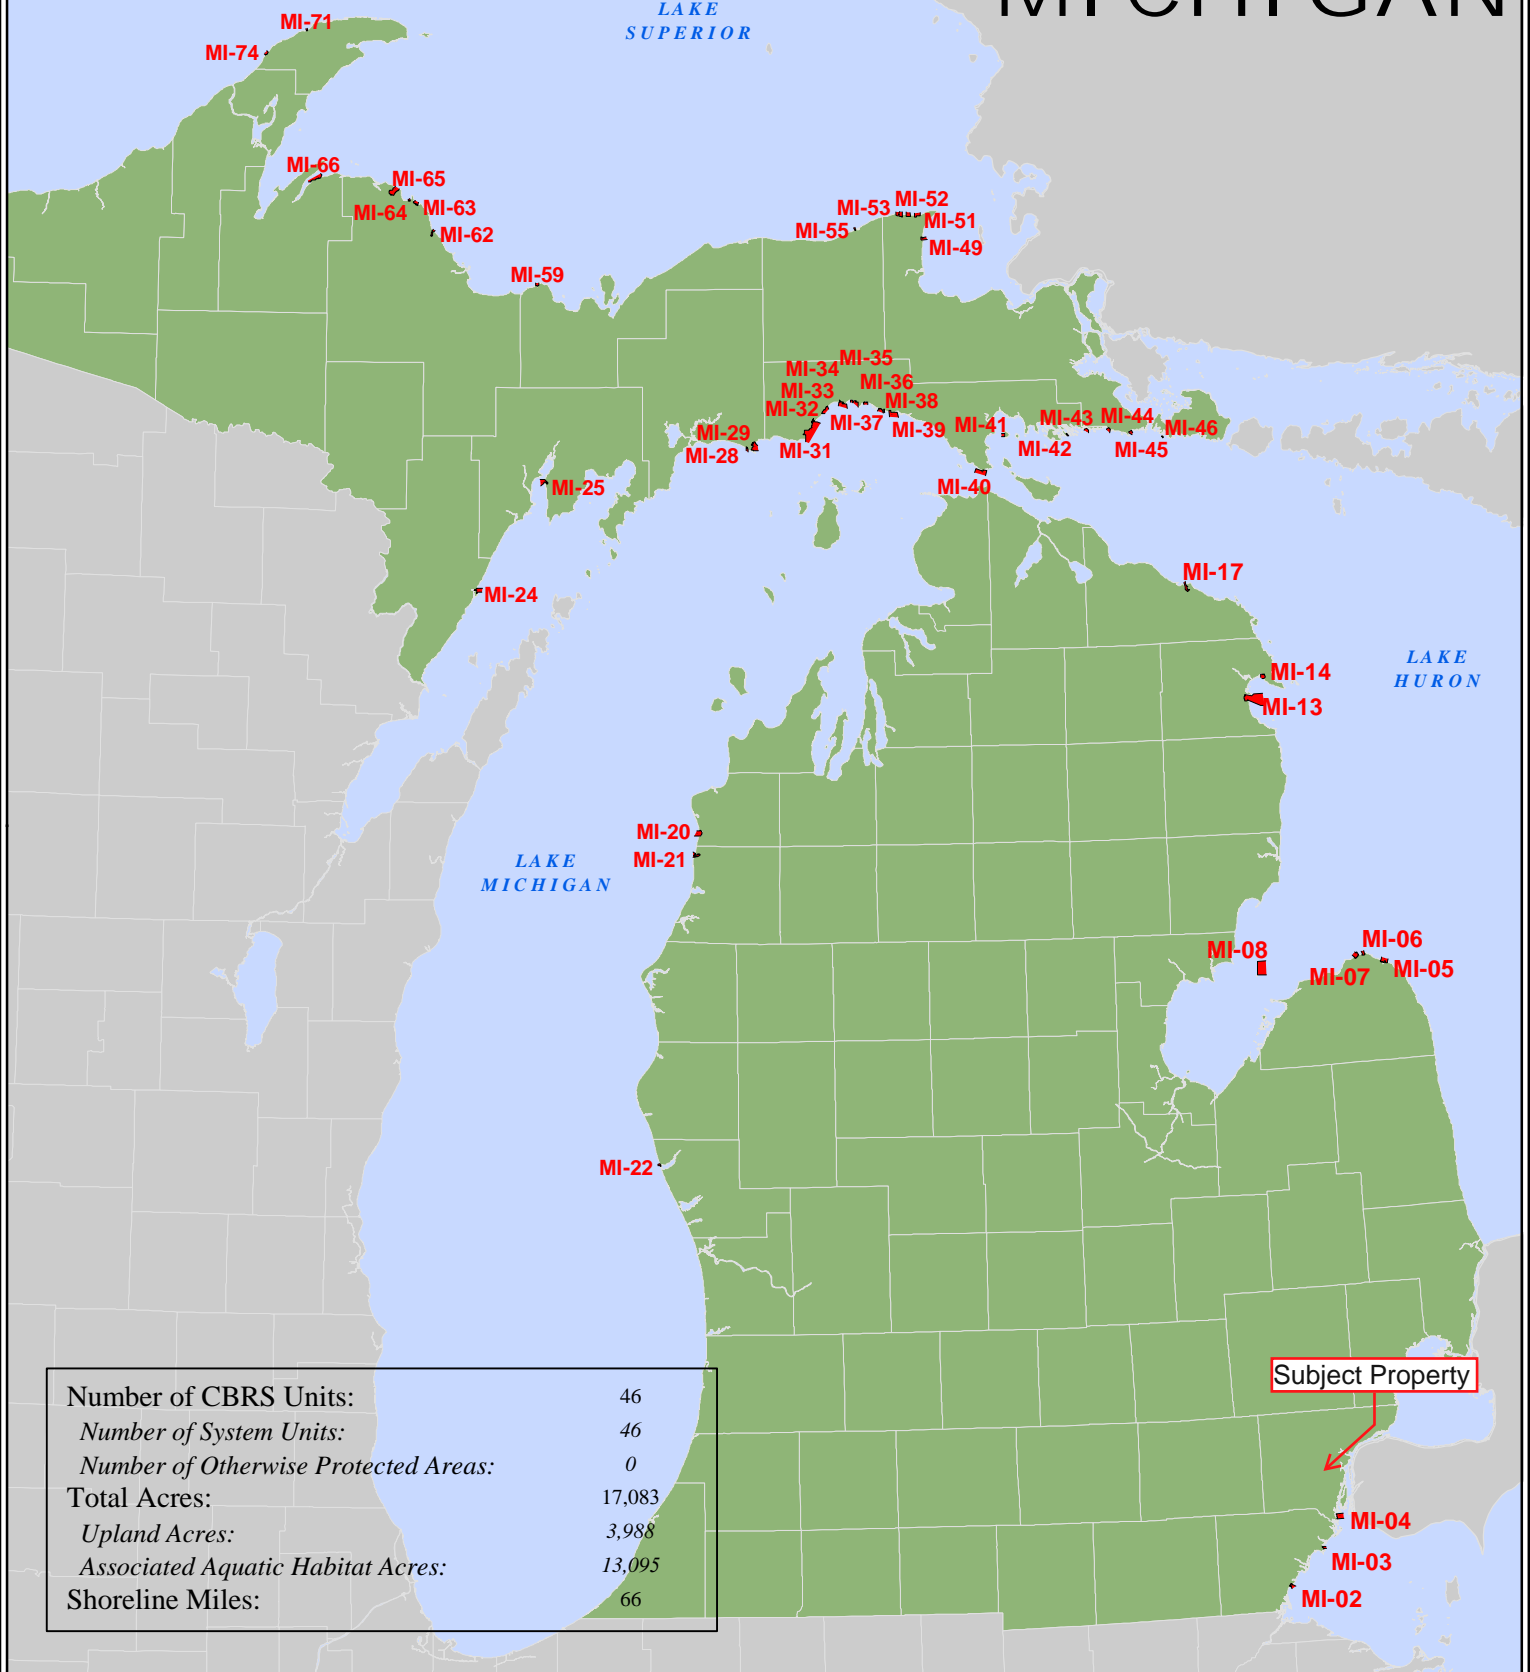 MICHIGAN
LAKE
SUPERIOR
MI-71
MI-74
MI-66
MI-65
MI-64
MI-63
MI-62
MI-59
MI-53
MI-52
MI-51
MI-55
MI-49
MI-35
MI-34
MI-36
MI-33
MI-38
MI-32
MI-37
MI-39
MI-31
MI-29
MI-28
MI-41
MI-43
MI-44
MI-46
MI-42
MI-45
MI-40
MI-25
MI-24
MI-17
LAKE
HURON
MI-14
MI-13
MI-20
MI-21
LAKE
MICHIGAN
MI-08
MI-06
MI-07
MI-05
MI-22
Subject Property
MI-04
MI-03
MI-02
Number of CBRS Units: 46
Number of System Units: 46
Number of Otherwise Protected Areas: 0
Total Acres: 17,083
Upland Acres: 3,988
Associated Aquatic Habitat Acres: 13,095
Shoreline Miles: 66